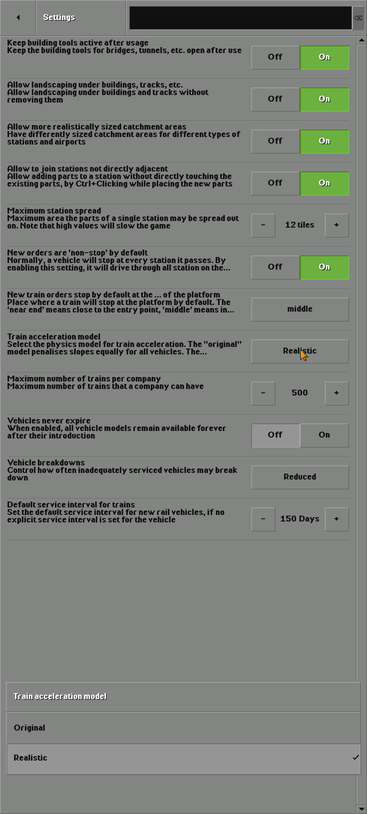 Settings
Keep building tools active after usage
Keep the building tools for bridges, tunnels, etc. open after use
Off On
Allow landscaping under buildings, tracks, etc.
Allow landscaping under buildings and tracks without
removing them
Off On
Allow more realistically sized catchment areas
Have differently sized catchment areas for different types of
stations and airports
Off On
Allow to join stations not directly adjacent
Allow adding parts to a station without directly touching the
existing parts, by Ctrl+Clicking while placing the new parts
Off On
Maximum station spread
Maximum area the parts of a single station may be spread out
on. Note that high values will slow the game
- 12 tiles +
New orders are 'non-stop' by default
Normally, a vehicle will stop at every station it passes. By
enabling this setting, it will drive through all station on the...
Off On
New train orders stop by default at the ... of the platform
Place where a train will stop at the platform by default. The
'near end' means close to the entry point, 'middle' means in...
middle
Train acceleration model
Select the physics model for train acceleration. The "original"
model penalises slopes equally for all vehicles. The...
Realistic
Maximum number of trains per company
Maximum number of trains that a company can have
- 500 +
Vehicles never expire
When enabled, all vehicle models remain available forever
after their introduction
Off On
Vehicle breakdowns
Control how often inadequately serviced vehicles may break
down
Reduced
Default service interval for trains
Set the default service interval for new rail vehicles, if no
explicit service interval is set for the vehicle
- 150 Days +
Train acceleration model
Original
Realistic